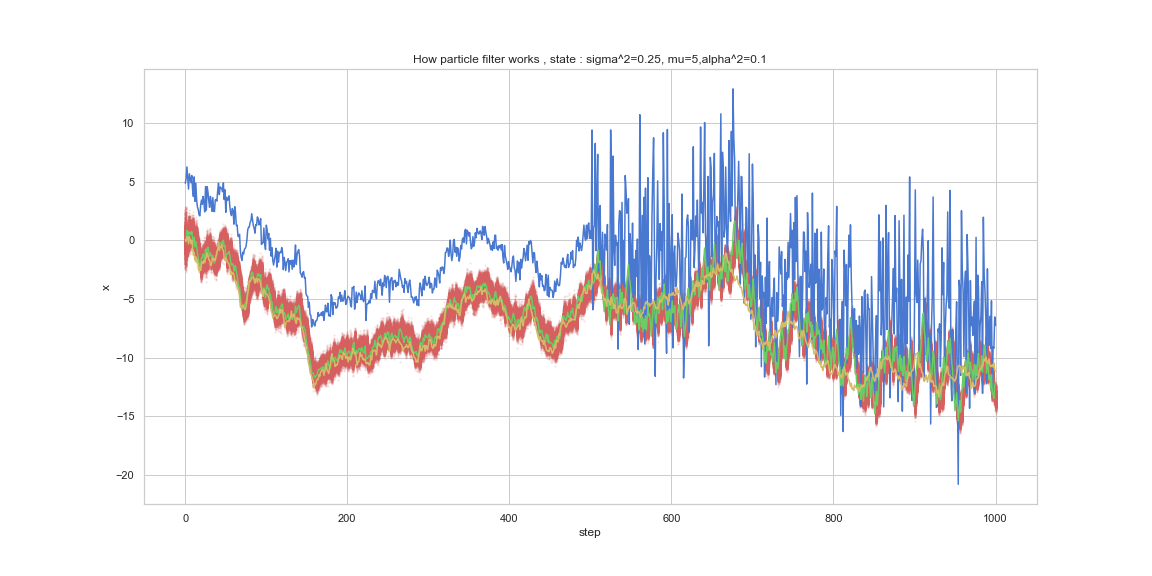 How particle filter works , state : sigma^2=0.25, mu=5,alpha^2=0.1
10
5
0
−5
−10
−15
−20
x
0 200 400 600 800 1000
step